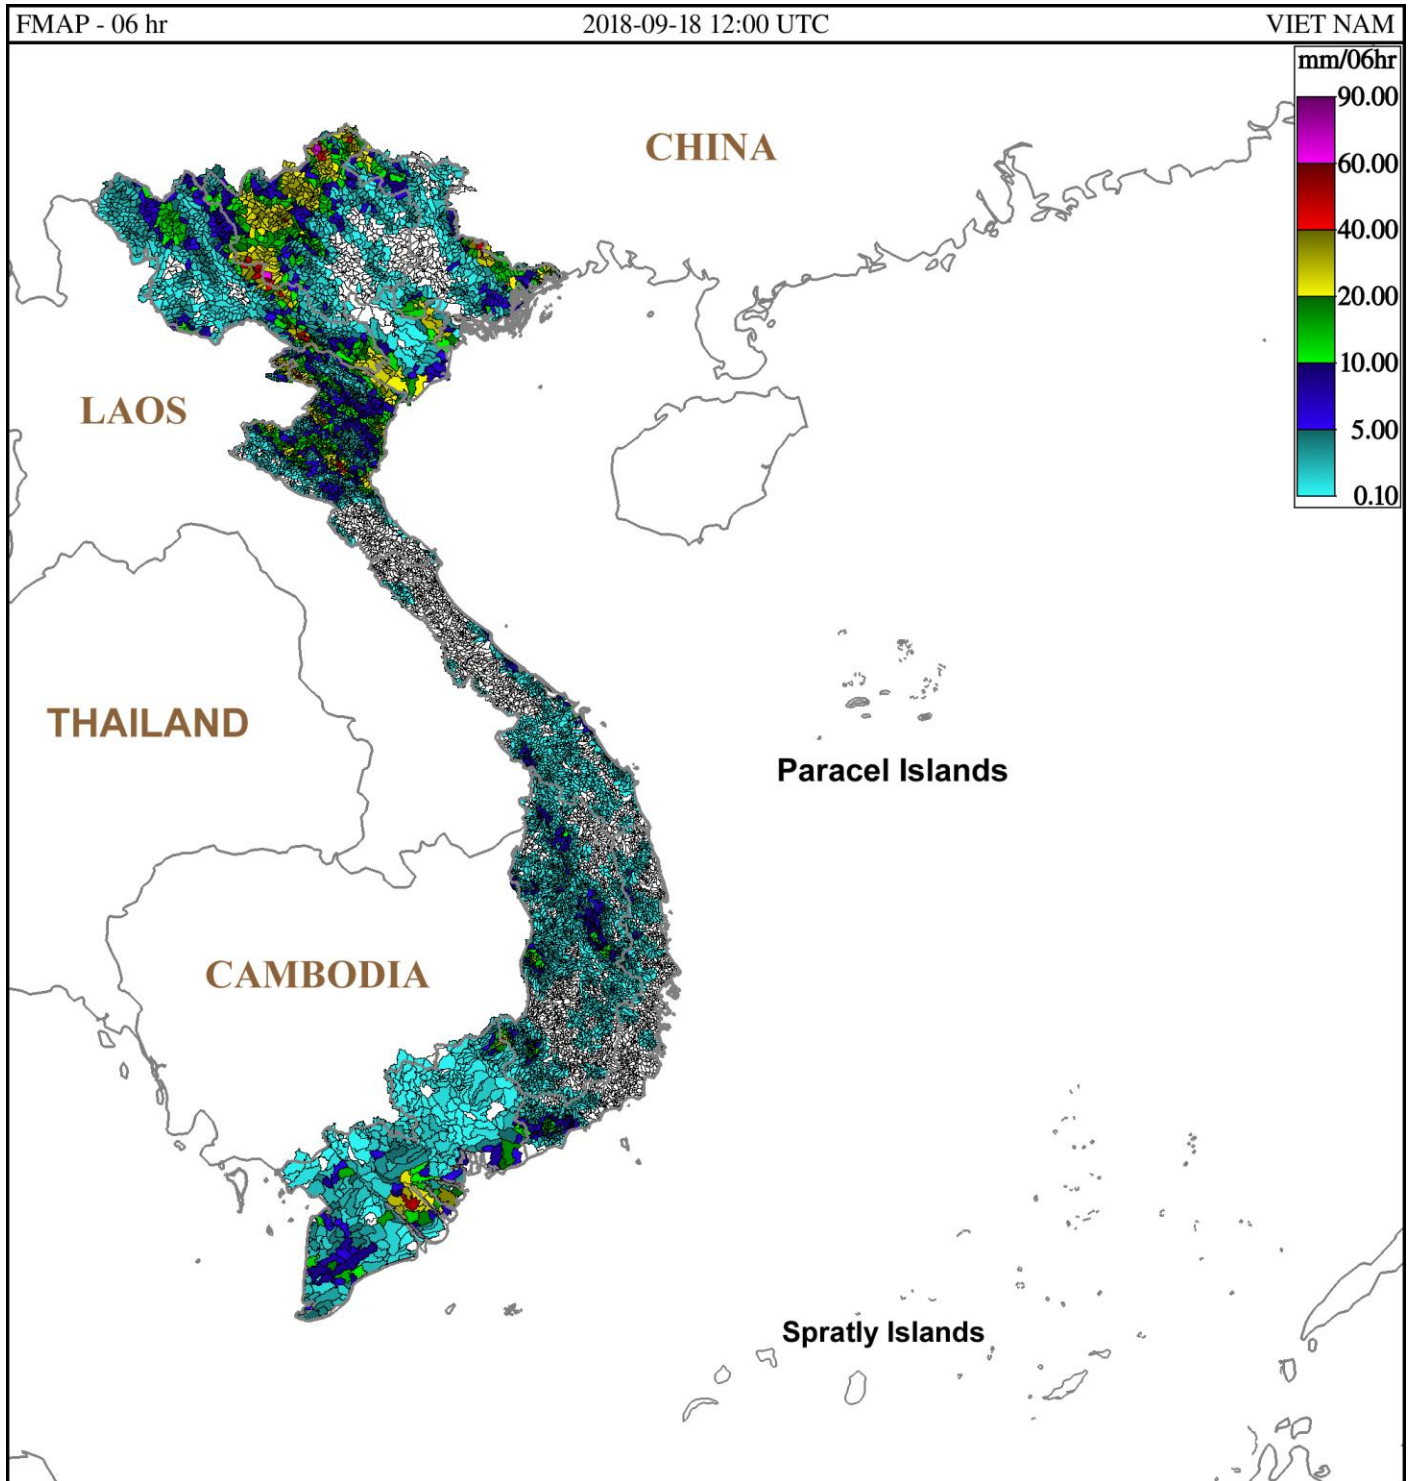 FMAP - 06 hr 2018-09-18 12:00 UTC VIET NAM
mm/06hr
90.00
60.00
40.00
20.00
10.00
5.00
0.10
CHINA
LAOS
THAILAND
Paracel Islands
CAMBODIA
Spratly Islands